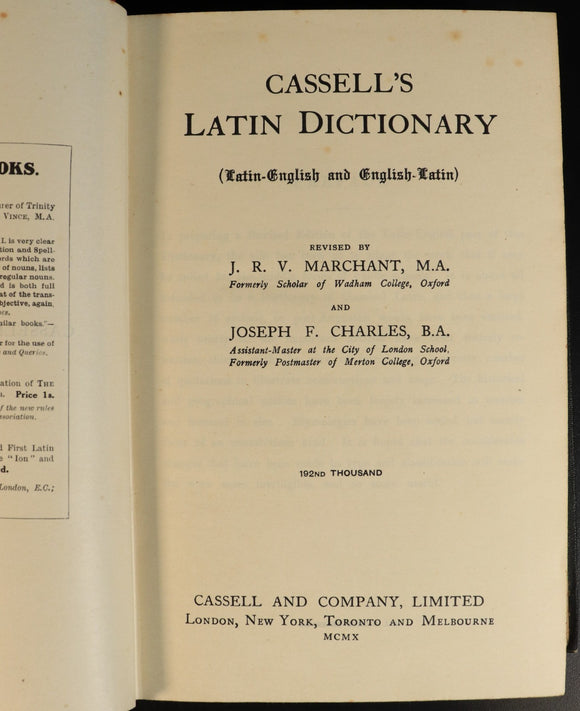 OKS.
rer of Trinity
VINCE, M.A.
I. is very clear
tion and Spell-
ords which are
of nouns, lists
regular nouns.
d is both full
at of the trans-
bjective, again,
nes.
nilar books."—
r for the use of
and Queries.
ation of THE
n. Price 1s.
f the new rules
ssociation.
d First Latin
e "Ion" and
d.
London, E.C.;
CASSELL'S
LATIN DICTIONARY
(Latin-English and English-Latin)
REVISED BY
J. R. V. MARCHANT, M.A.
Formerly Scholar of Wadham College, Oxford
AND
JOSEPH F. CHARLES, B.A.
Assistant-Master at the City of London School,
Formerly Postmaster of Merton College, Oxford
192ND THOUSAND
CASSELL AND COMPANY, LIMITED
LONDON, NEW YORK, TORONTO AND MELBOURNE
MCMX